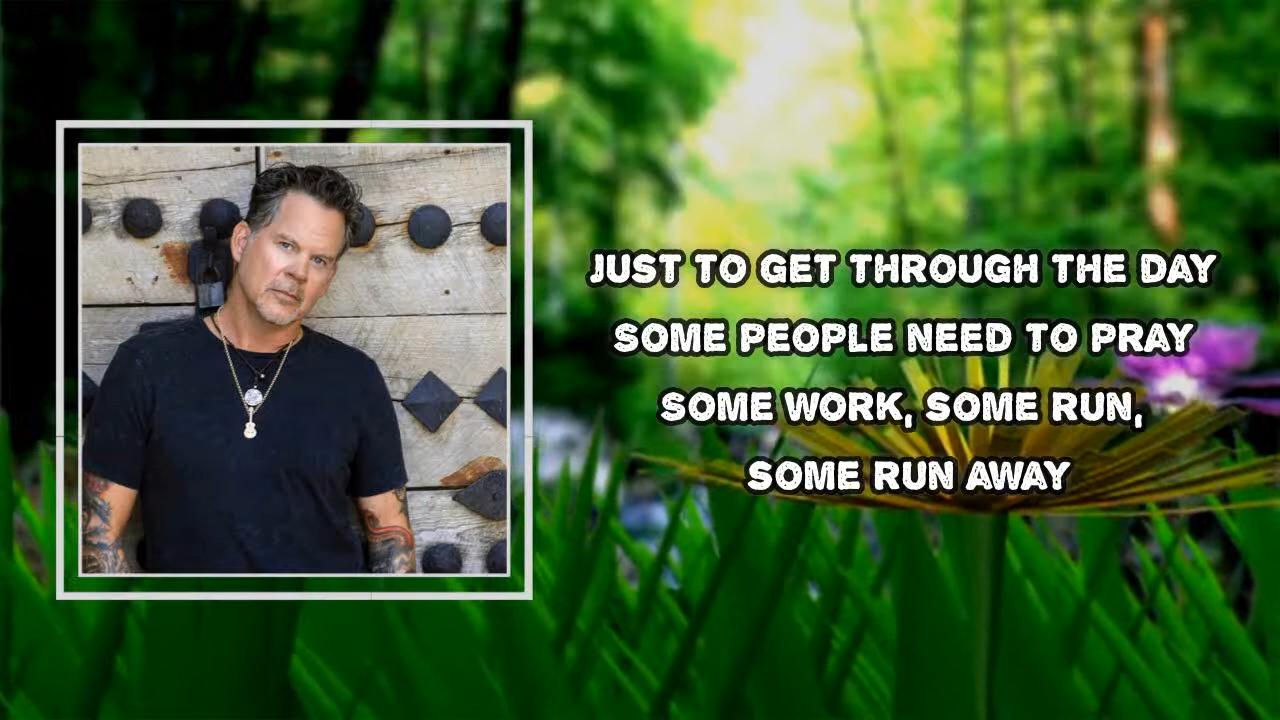 JUST TO GET THROUGH THE DAY
SOME PEOPLE NEED TO PRAY
SOME WORK, SOME RUN,
SOME RUN AWAY